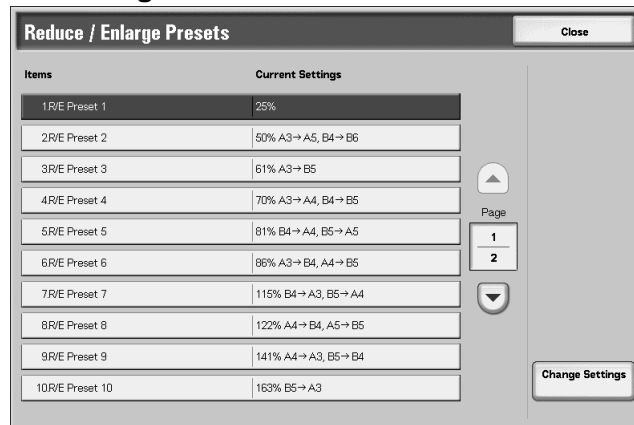 Reduce / Enlarge Presets Close
Items Current Settings
1.R/E Preset 1 25%
2.R/E Preset 2 50% A3→A5, B4→B6
3.R/E Preset 3 61% A3→B5
4.R/E Preset 4 70% A3→A4, B4→B5
5.R/E Preset 5 81% B4→A4, B5→A5
6.R/E Preset 6 86% A3→B4, A4→B5
7.R/E Preset 7 115% B4→A3, B5→A4
8.R/E Preset 8 122% A4→B4, A5→B5
9.R/E Preset 9 141% A4→A3, B5→B4
10.R/E Preset 10 163% B5→A3
Page
1
2
Change Settings